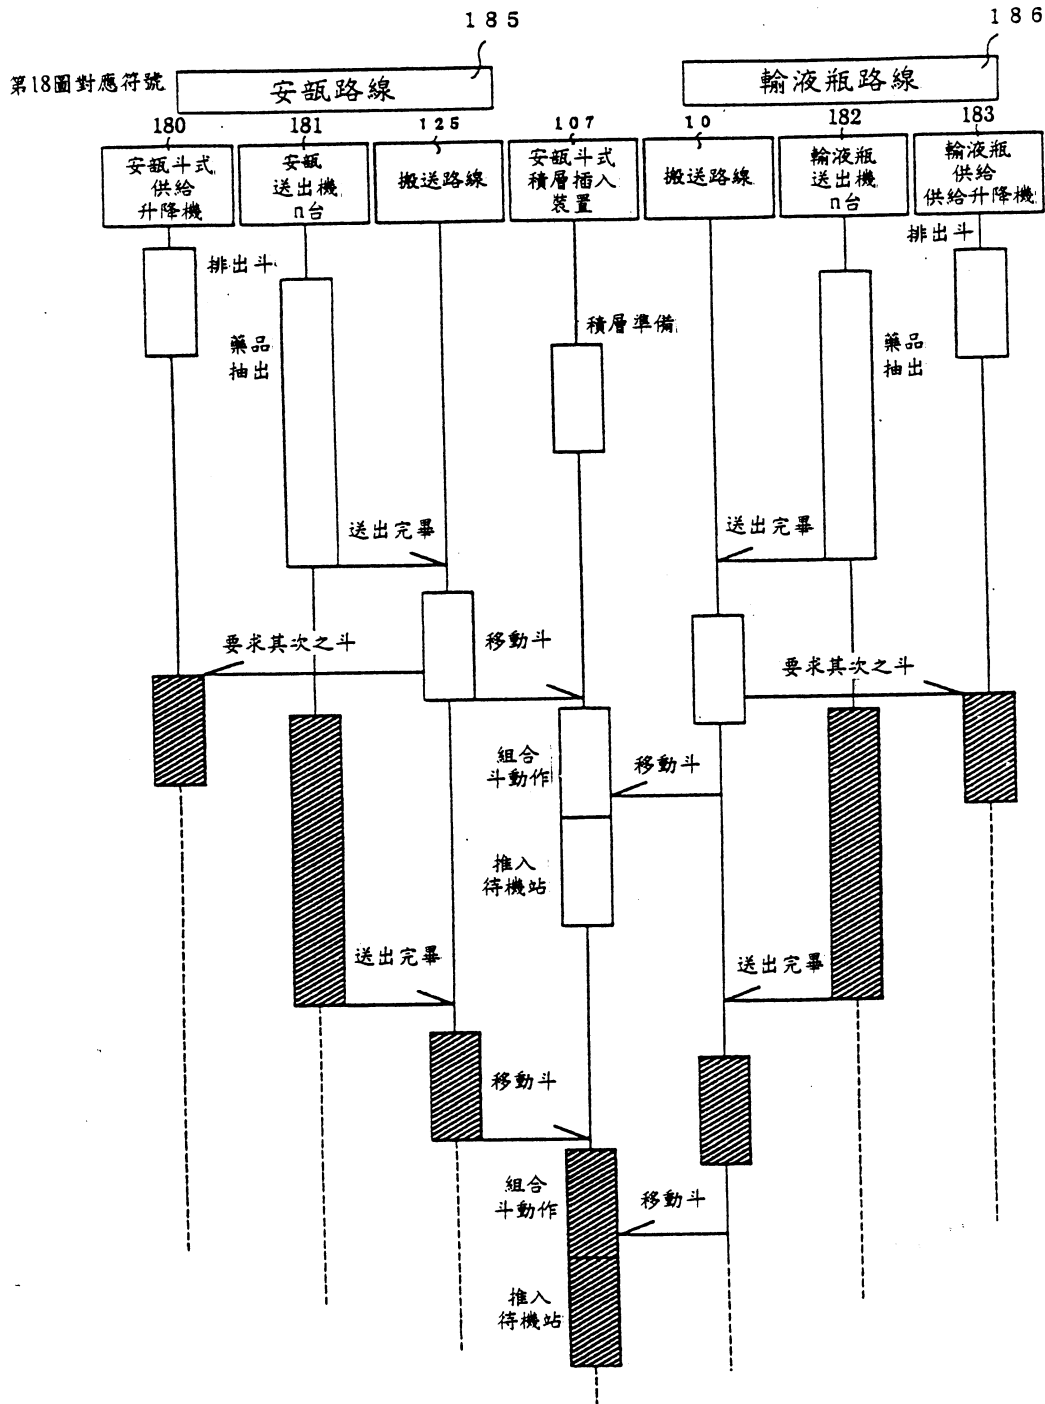 185
186
第18圖對應符號
安瓿路線
輸液瓶路線
180
181
125
107
10
182
183
安瓿斗式
供給
升降機
安瓿
送出機
n台
搬送路線
安瓿斗式
積層插入
裝置
搬送路線
輸液瓶
送出機
n台
輸液瓶
供給
供給升降機
排出斗
排出斗
積層準備
藥品
抽出
藥品
抽出
送出完畢
送出完畢
要求其次之斗
移動斗
要求其次之斗
組合
斗動作
移動斗
推入
待機站
送出完畢
送出完畢
移動斗
組合
斗動作
移動斗
推入
待機站